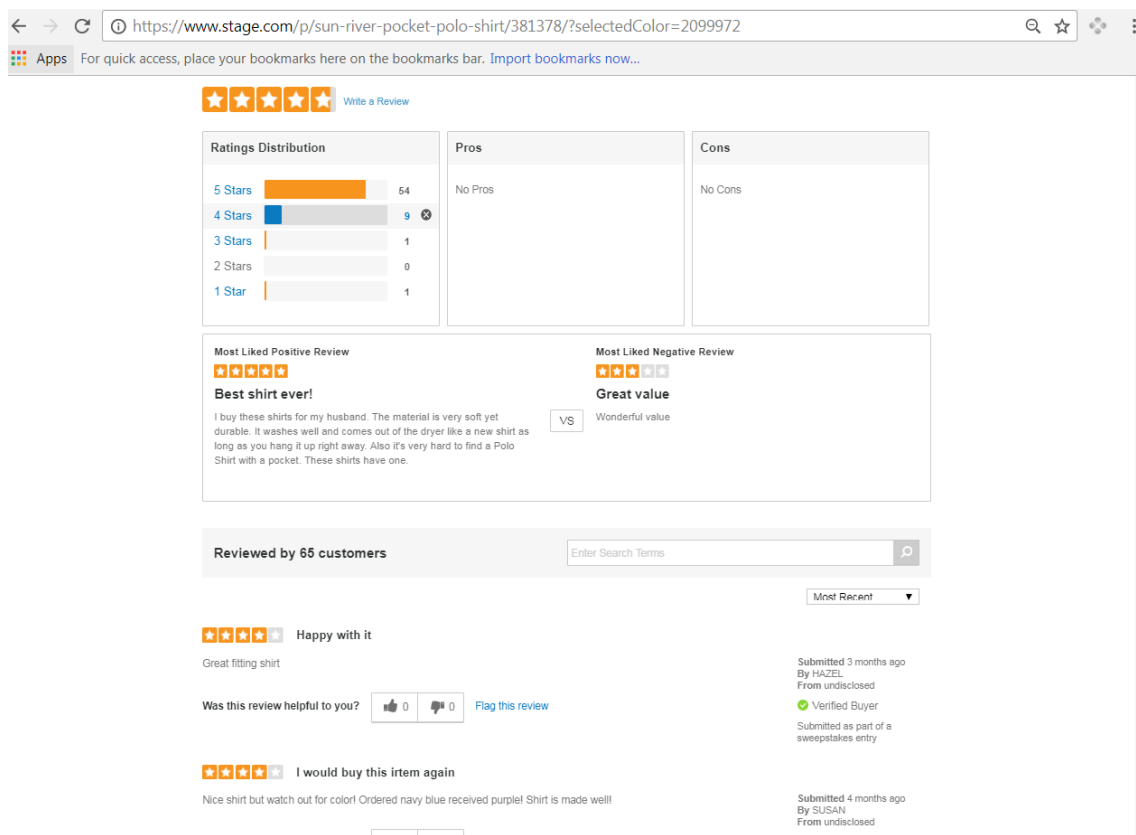 https://www.stage.com/p/sun-river-pocket-polo-shirt/381378/?selectedColor=2099972
Apps For quick access, place your bookmarks here on the bookmarks bar. Import bookmarks now...
Write a Review
Ratings Distribution
5 Stars 54
4 Stars 9
3 Stars 1
2 Stars 0
1 Star 1
Pros
No Pros
Cons
No Cons
Most Liked Positive Review
Best shirt ever!
I buy these shirts for my husband. The material is very soft yet
durable. It washes well and comes out of the dryer like a new shirt as
long as you hang it up right away. Also it's very hard to find a Polo
Shirt with a pocket. These shirts have one.
VS
Most Liked Negative Review
Great value
Wonderful value
Reviewed by 65 customers
Enter Search Terms
Most Recent
Happy with it
Great fitting shirt
Was this review helpful to you? 0 0 Flag this review
Submitted 3 months ago
By HAZEL
From undisclosed
Verified Buyer
Submitted as part of a
sweepstakes entry
I would buy this irtem again
Nice shirt but watch out for color! Ordered navy blue received purple! Shirt is made well!
Submitted 4 months ago
By SUSAN
From undisclosed